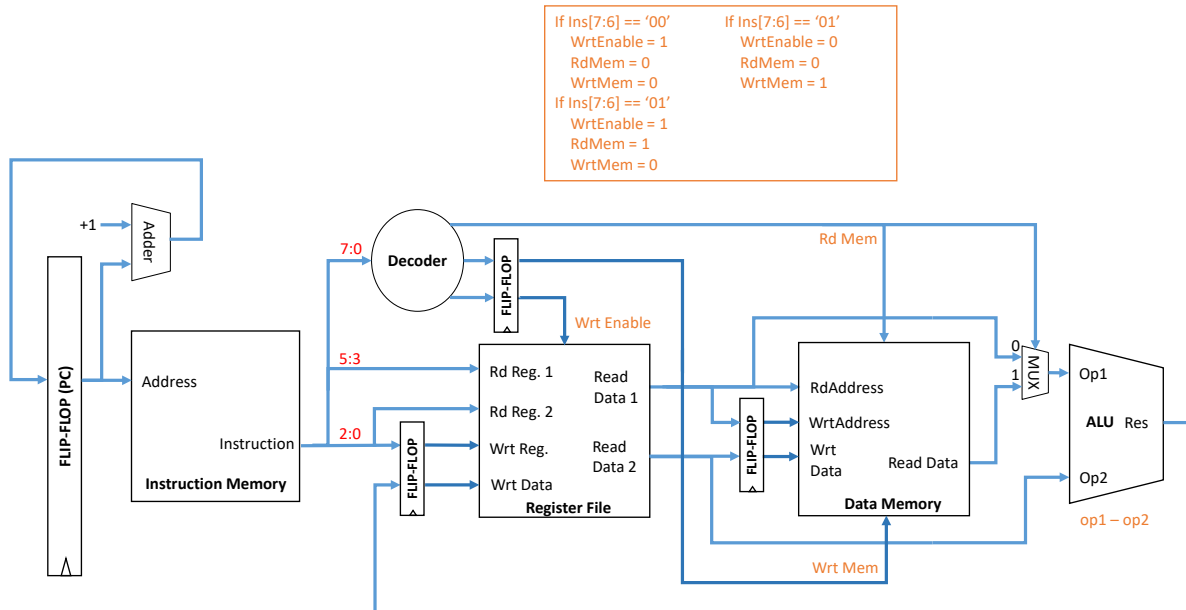 If Ins[7:6] == ‘00’
WrtEnable = 1
RdMem = 0
WrtMem = 0
If Ins[7:6] == ‘01’
WrtEnable = 1
RdMem = 1
WrtMem = 0
If Ins[7:6] == ‘01’
WrtEnable = 0
RdMem = 0
WrtMem = 1
+1
Adder
FLIP-FLOP (PC)
Address
Instruction
Instruction Memory
7:0
5:3
2:0
Decoder
FLIP-FLOP
Wrt Enable
FLIP-FLOP
Rd Reg. 1
Rd Reg. 2
Wrt Reg.
Wrt Data
Read
Data 1
Read
Data 2
Register File
Rd Mem
FLIP-FLOP
RdAddress
WrtAddress
Wrt
Data
Read Data
Data Memory
Wrt Mem
0
1
MUX
Op1
ALU Res
Op2
op1 – op2